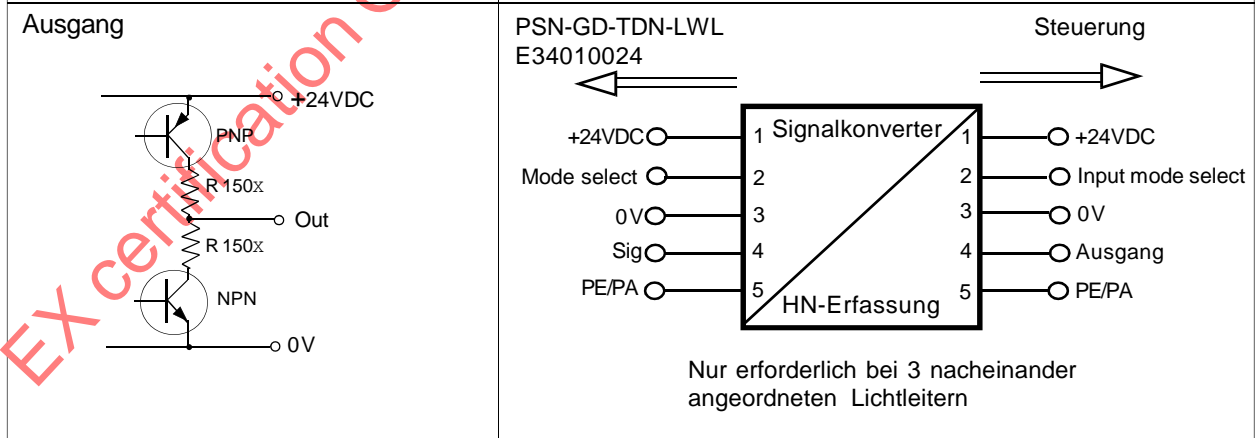 Ausgang
+24VDC
PNP
R 150X
Out
R 150X
NPN
0V
EX certification
PSN-GD-TDN-LWL
E34010024
Steuerung
+24VDC 1 Signalkonverter 1 +24VDC
Mode select 2 2 Input mode select
0V 3 3 0V
Sig 4 4 Ausgang
PE/PA 5 HN-Erfassung 5 PE/PA
Nur erforderlich bei 3 nacheinander
angeordneten Lichtleitern